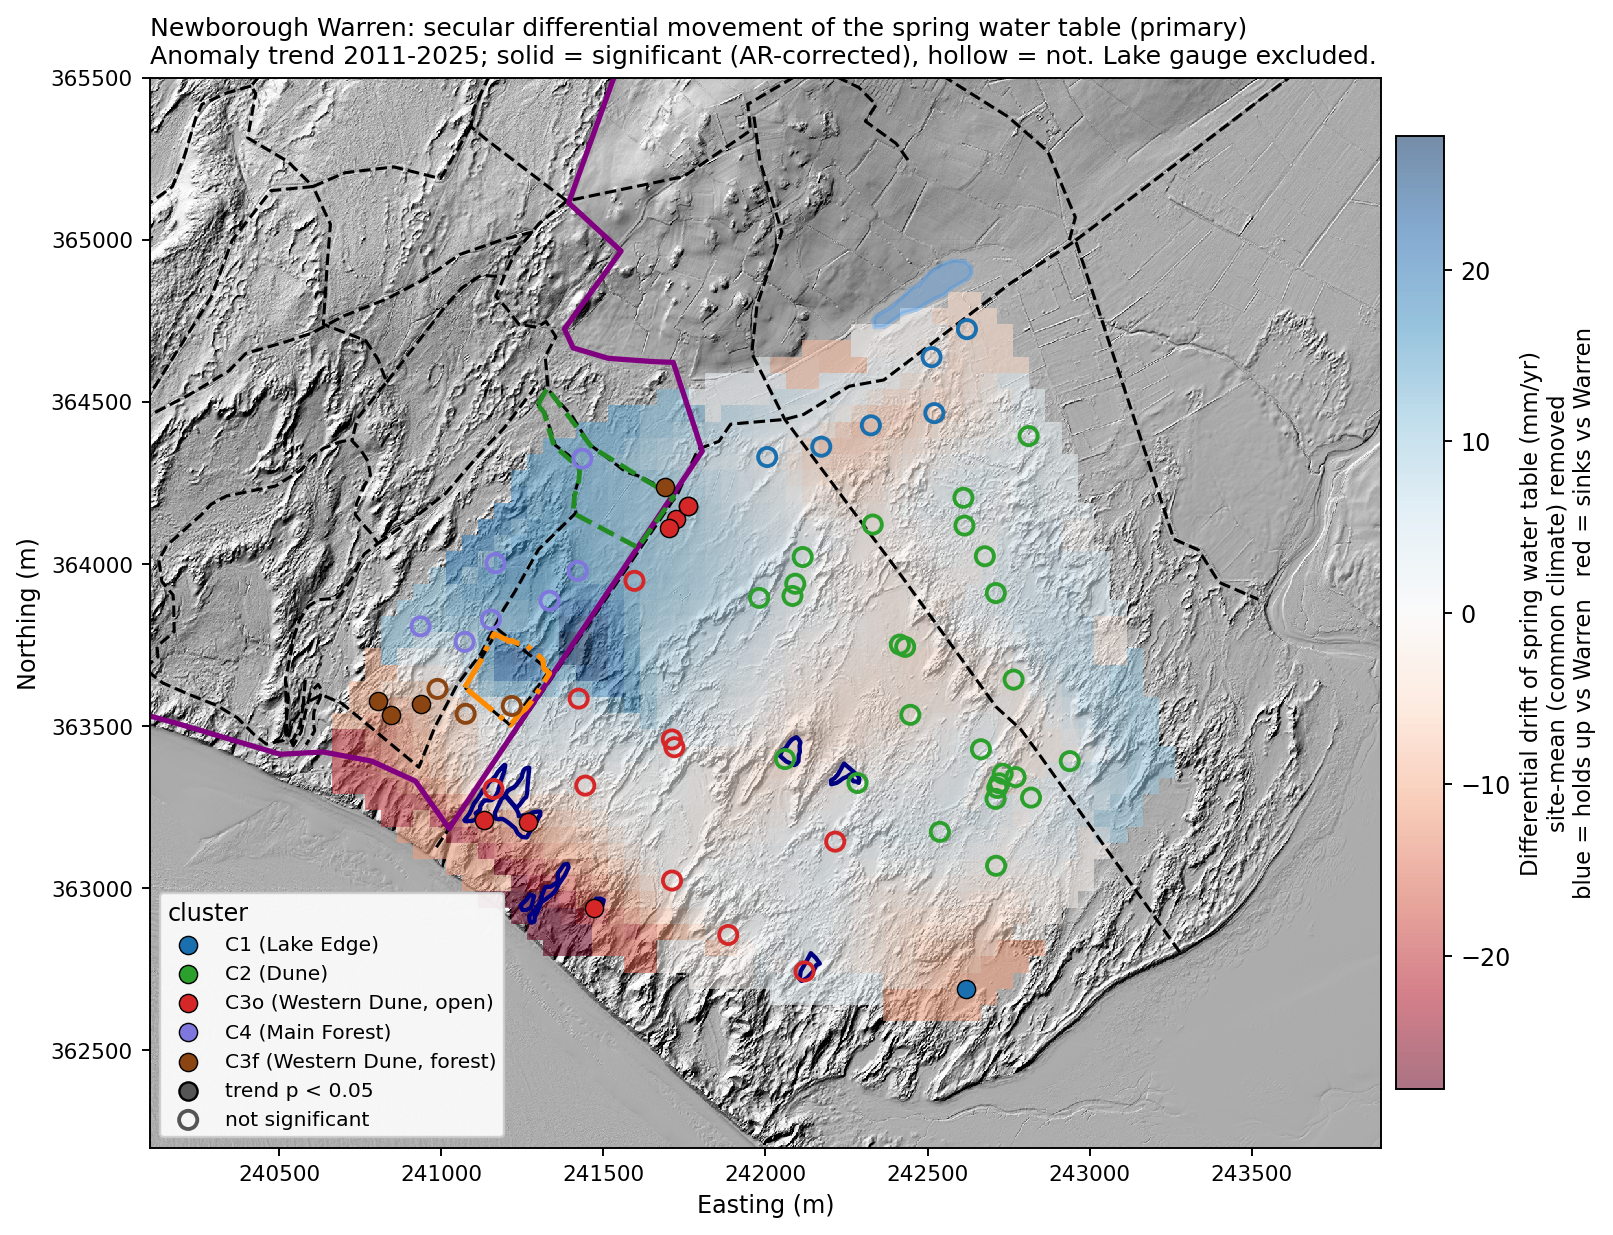 Newborough Warren: secular differential movement of the spring water table (primary)
Anomaly trend 2011-2025; solid = significant (AR-corrected), hollow = not. Lake gauge excluded.
365500
365000
364500
364000
363500
363000
362500
Northing (m)
240500
241000
241500
242000
242500
243000
243500
Easting (m)
cluster
C1 (Lake Edge)
C2 (Dune)
C3o (Western Dune, open)
C4 (Main Forest)
C3f (Western Dune, forest)
trend p < 0.05
not significant
20
10
0
−10
−20
Differential drift of spring water table (mm/yr)
site-mean (common climate) removed
blue = holds up vs Warren   red = sinks vs Warren